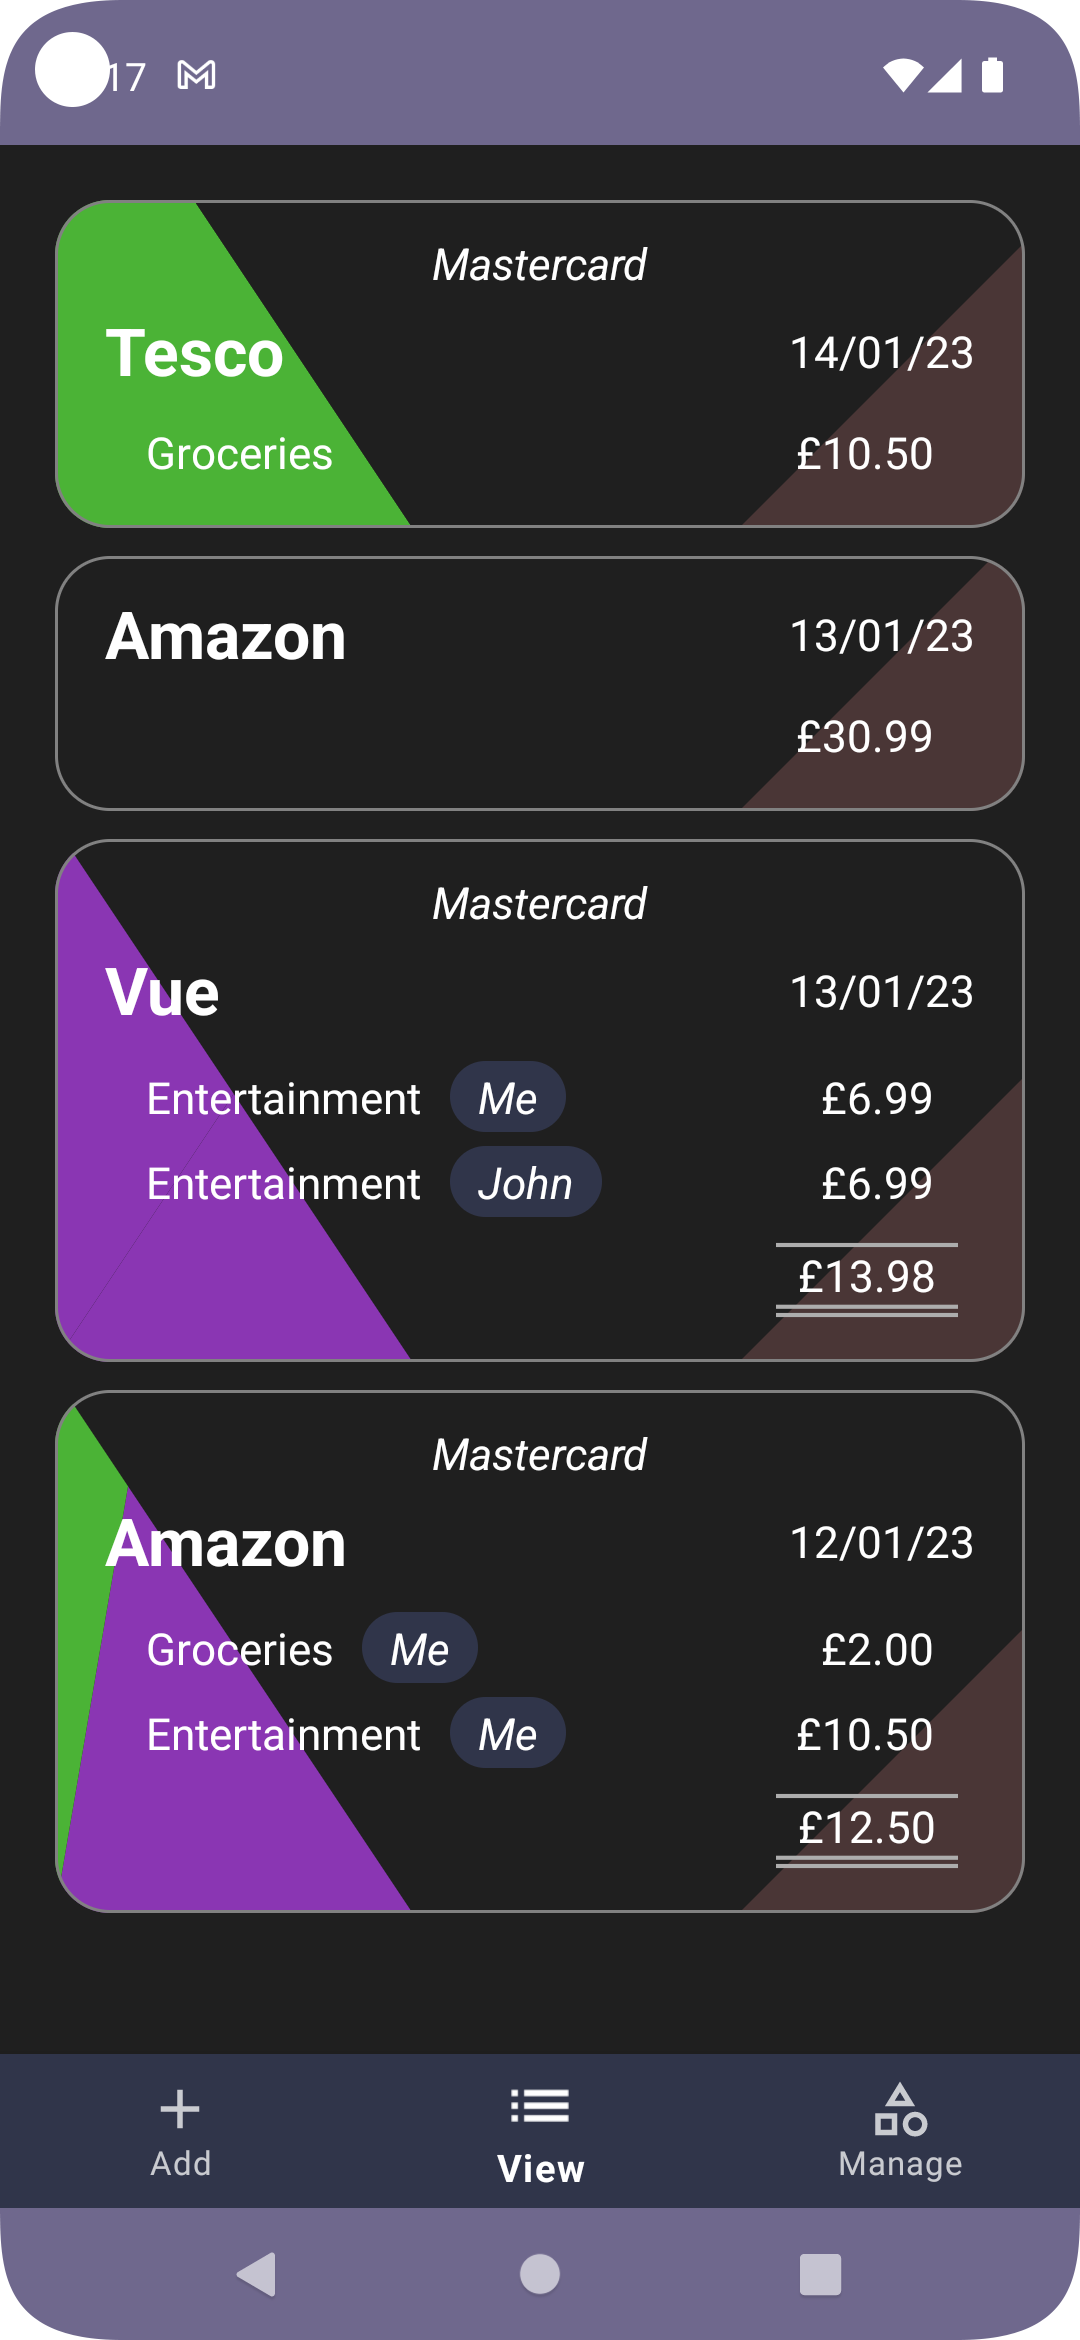 17
Mastercard
Tesco 14/01/23
Groceries £10.50
Amazon 13/01/23
£30.99
Mastercard
Vue 13/01/23
Entertainment Me £6.99
Entertainment John £6.99
£13.98
Mastercard
Amazon 12/01/23
Groceries Me £2.00
Entertainment Me £10.50
£12.50
Add View Manage